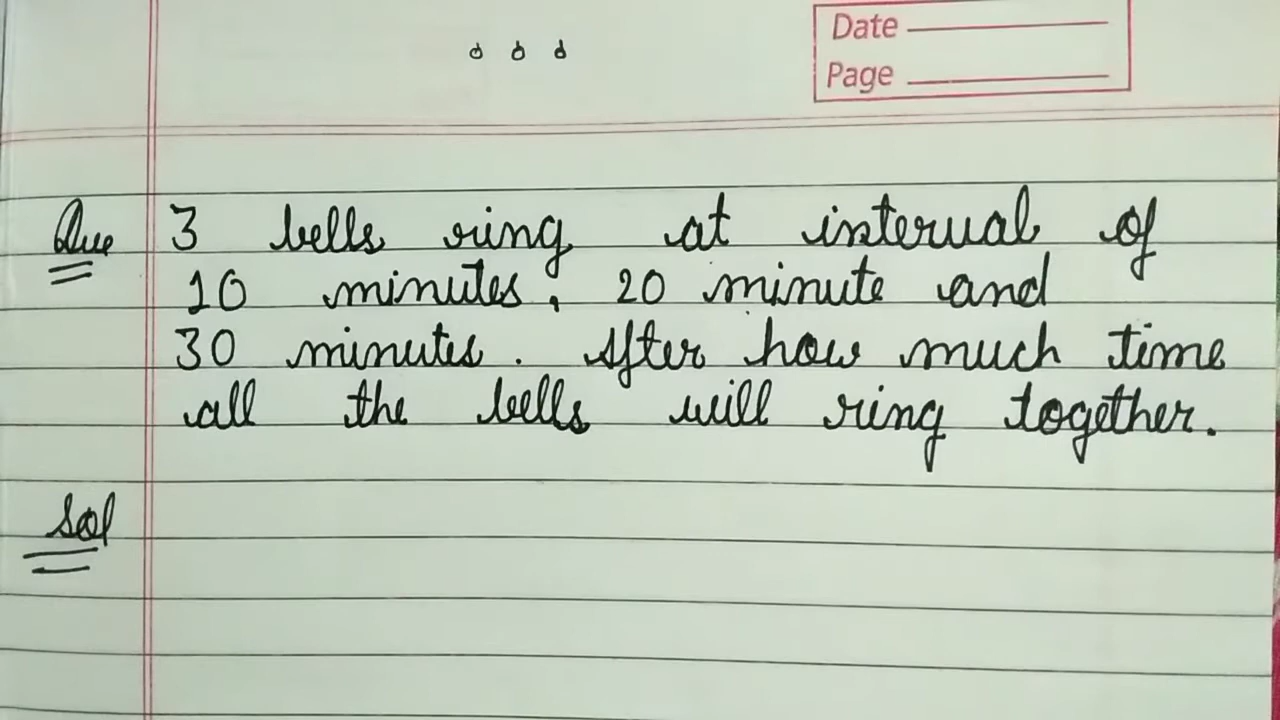 Date
Page
Que 3 bells ring at interval of
10 minutes, 20 minute and
30 minutes. After how much time
all the bells will ring together.
Sol